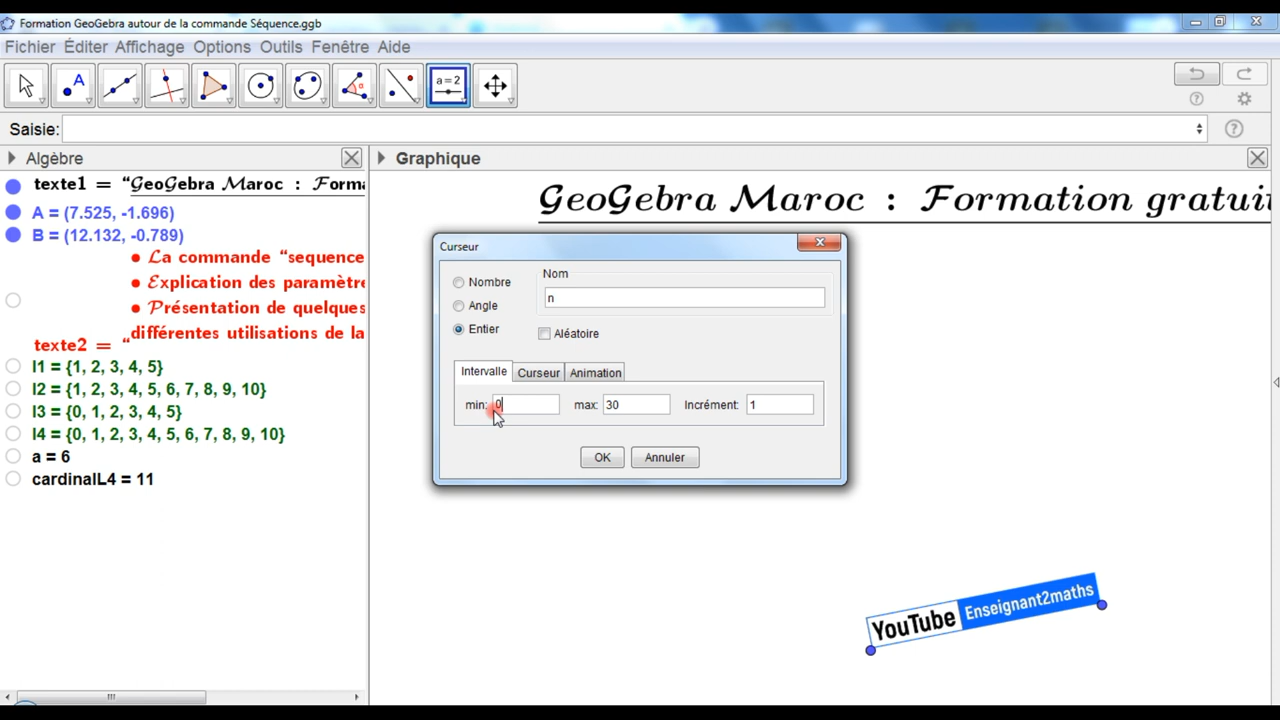 Formation GeoGebra autour de la commande Séquence.ggb
Fichier Éditer Affichage Options Outils Fenêtre Aide
A
α
a=2
Saisie:
Algèbre
Graphique
texte1 = “GeoGebra Maroc : Forma
A = (7.525, -1.696)
B = (12.132, -0.789)
• La commande “sequence
• Explication des paramètre
• Présentation de quelques
différentes utilisations de la
texte2 = “
l1 = {1, 2, 3, 4, 5}
l2 = {1, 2, 3, 4, 5, 6, 7, 8, 9, 10}
l3 = {0, 1, 2, 3, 4, 5}
l4 = {0, 1, 2, 3, 4, 5, 6, 7, 8, 9, 10}
a = 6
cardinalL4 = 11
GeoGebra Maroc : Formation gratui
Curseur
Nombre
Angle
Entier
Nom
n
Aléatoire
Intervalle Curseur Animation
min: 0 max: 30 Incrément: 1
OK Annuler
YouTube Enseignant2maths